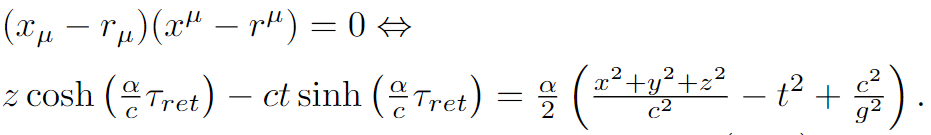 (x_μ − r_μ)(x^μ − r^μ) = 0 ⇔
z cosh (α/c τ_ret) − ct sinh (α/c τ_ret) = α/2 ((x²+y²+z²)/c² − t² + c²/g²).